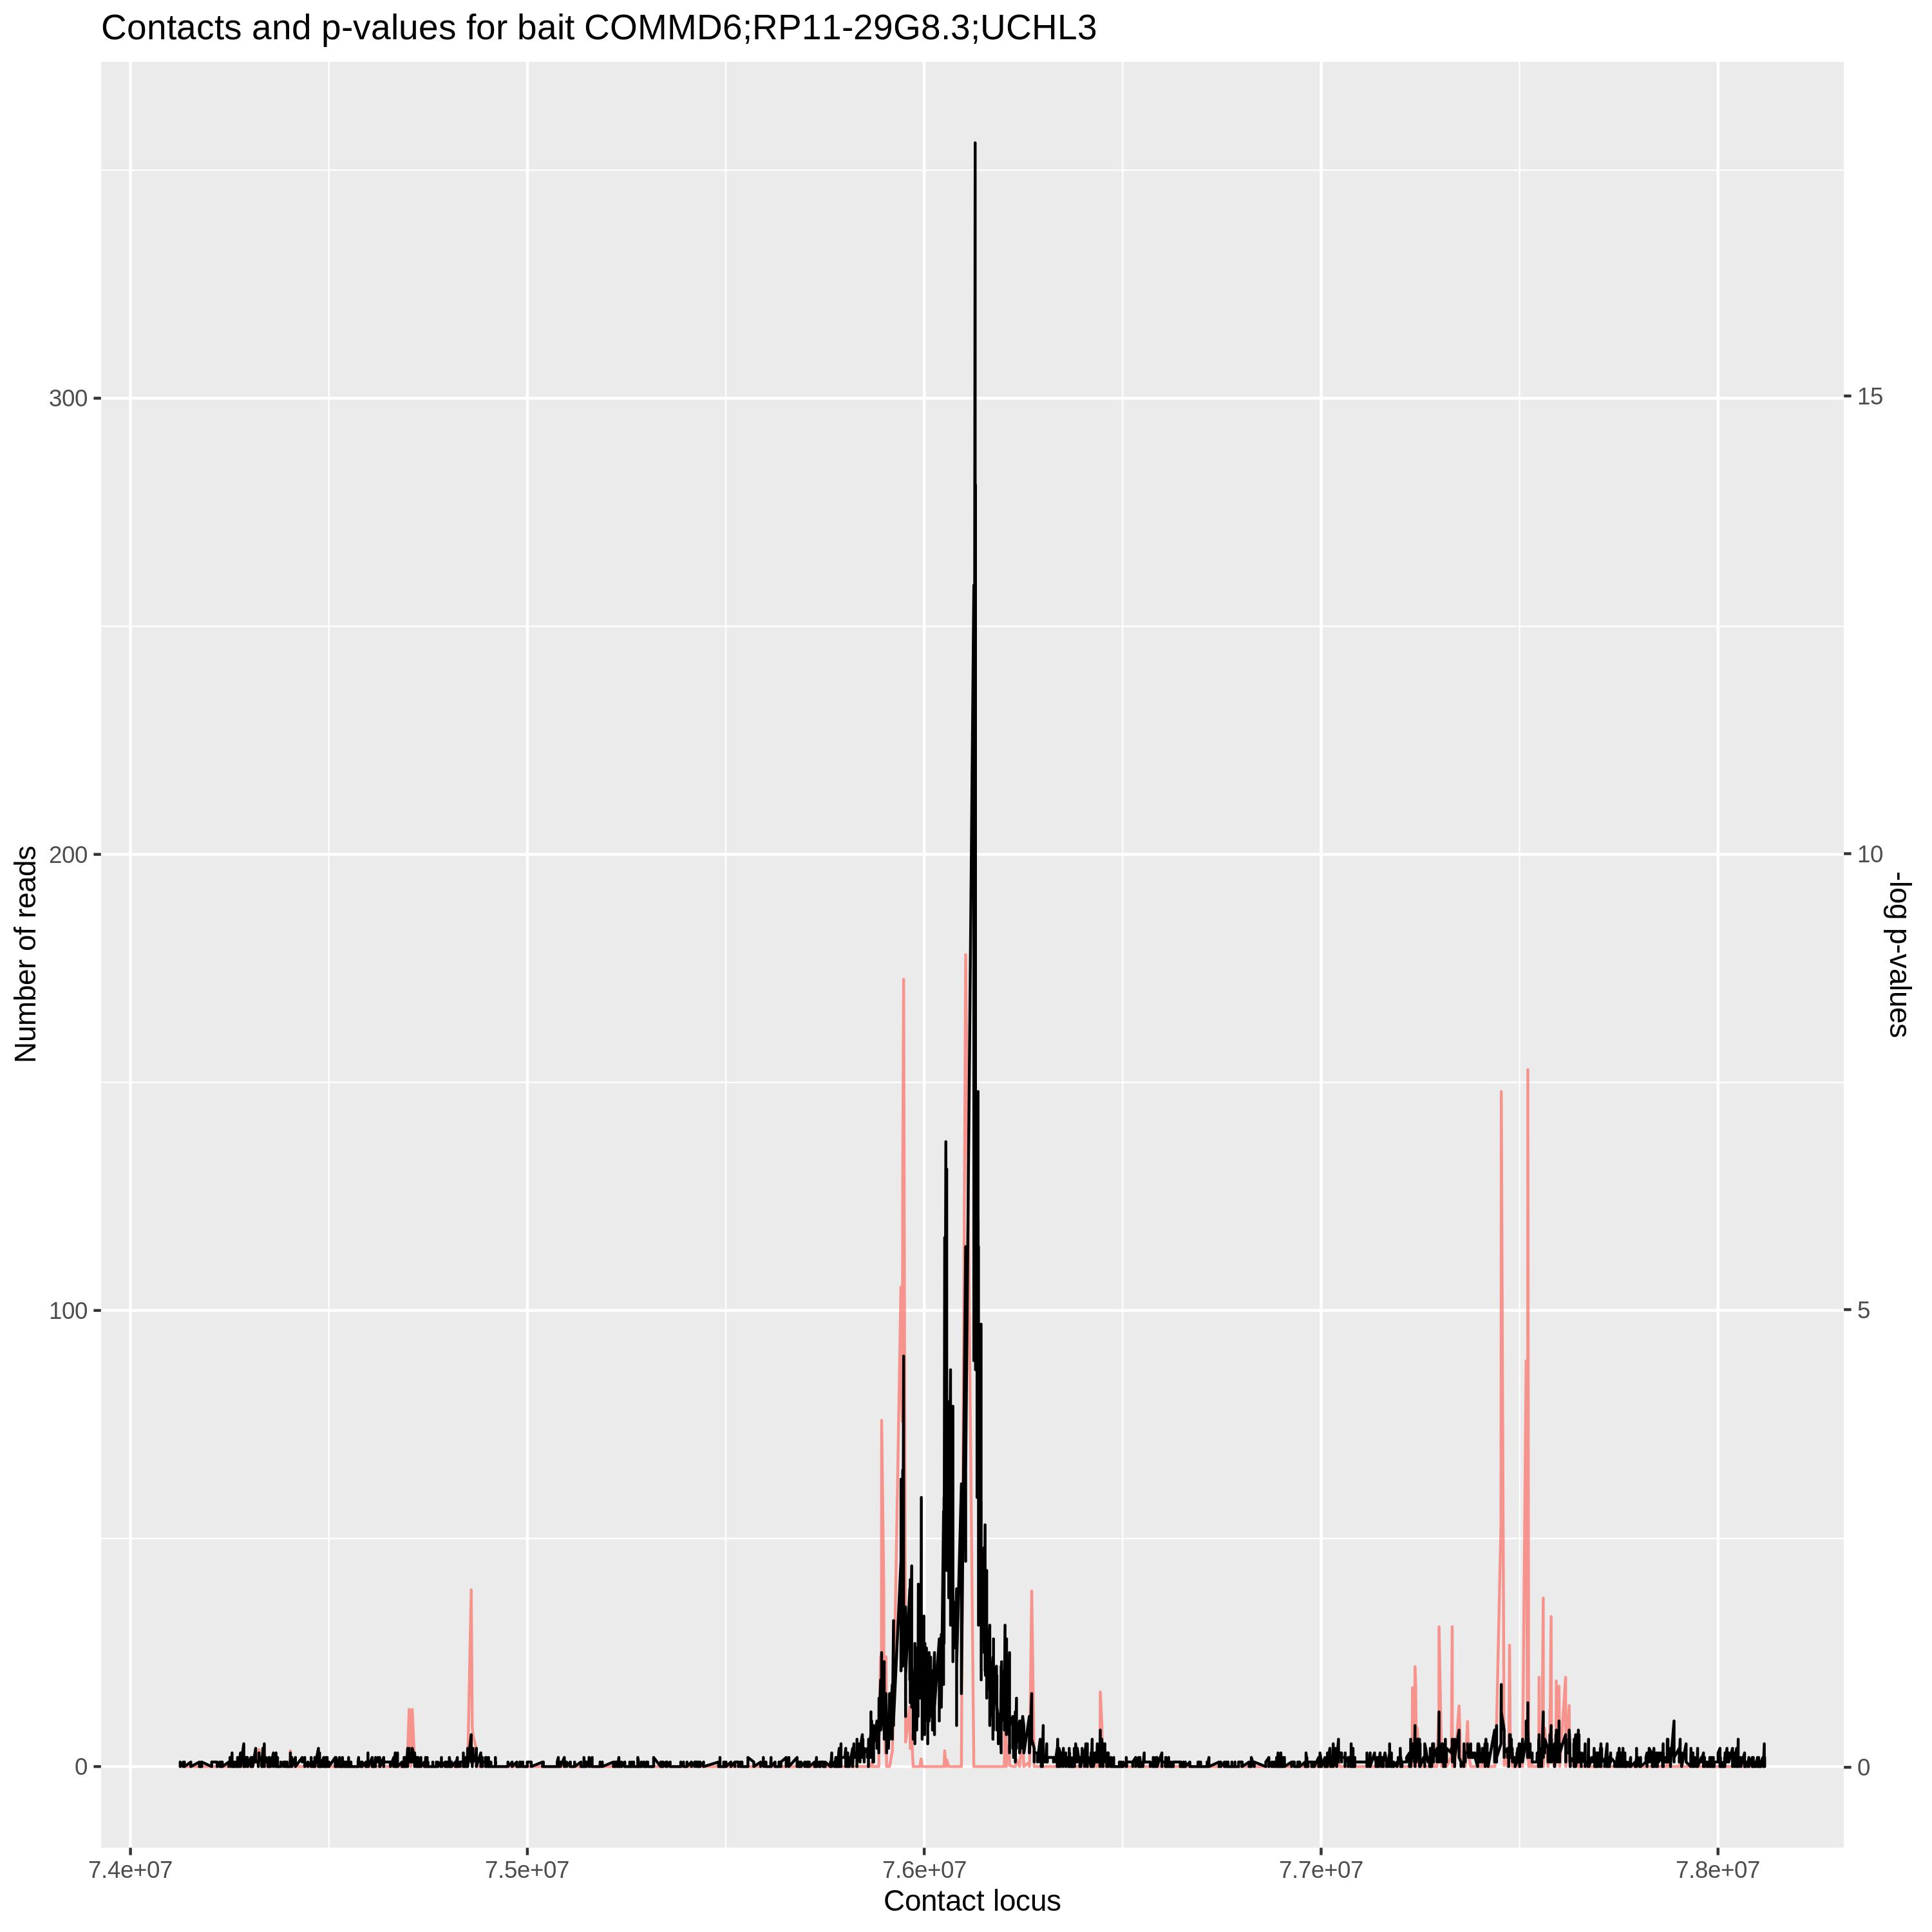 Contacts and p-values for bait COMMD6;RP11-29G8.3;UCHL3
Number of reads
300
200
100
0
15
10
5
0
-log p-values
7.4e+07 7.5e+07 7.6e+07 7.7e+07 7.8e+07
Contact locus